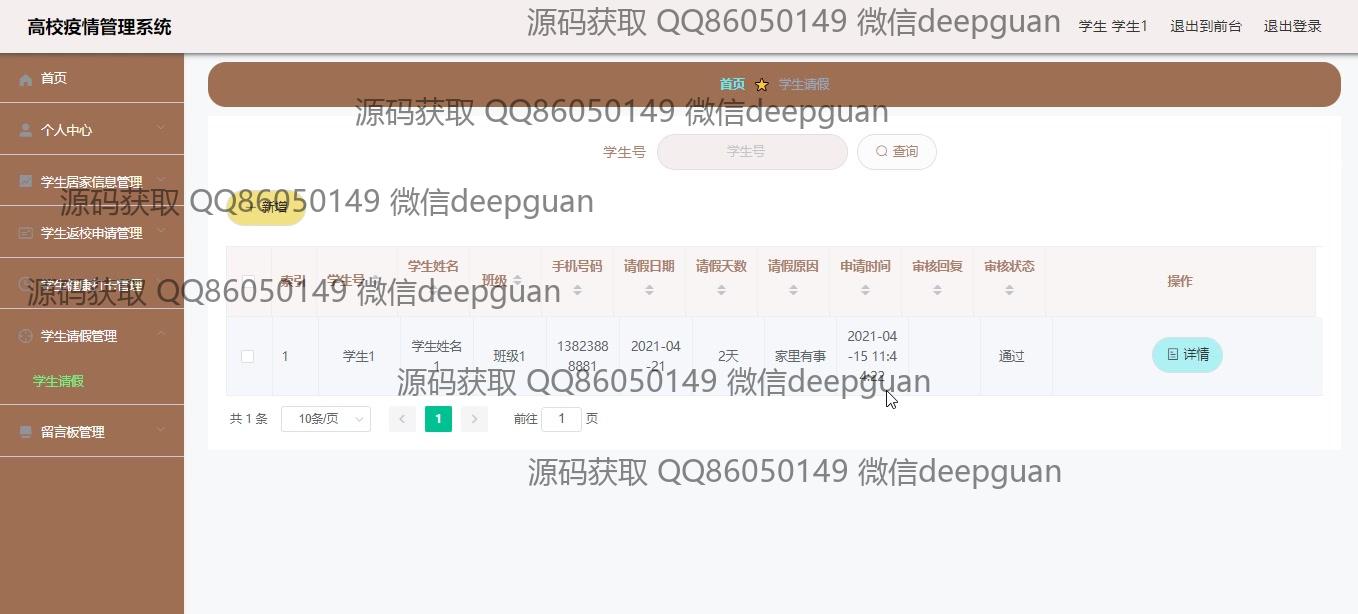 高校疫情管理系统
源码获取 QQ86050149 微信deepguan
学生 学生1
退出到前台
退出登录
首页
个人中心
学生居家信息管理
学生返校申请管理
学生健康打卡管理
学生请假管理
学生请假
留言板管理
首页 学生请假
源码获取 QQ86050149 微信deepguan
学生号 学生号 查询
源码获取 QQ86050149 微信deepguan
+ 新增
索引 学生号 学生姓名 班级 手机号码 请假日期 请假天数 请假原因 申请时间 审核回复 审核状态 操作
源码获取 QQ86050149 微信deepguan
1 学生1 学生姓名1 班级1 13823888881 2021-04-21 2天 家里有事 2021-04-15 11:44:22 通过 详情
源码获取 QQ86050149 微信deepguan
共 1 条 10条/页 < 1 > 前往 1 页
源码获取 QQ86050149 微信deepguan